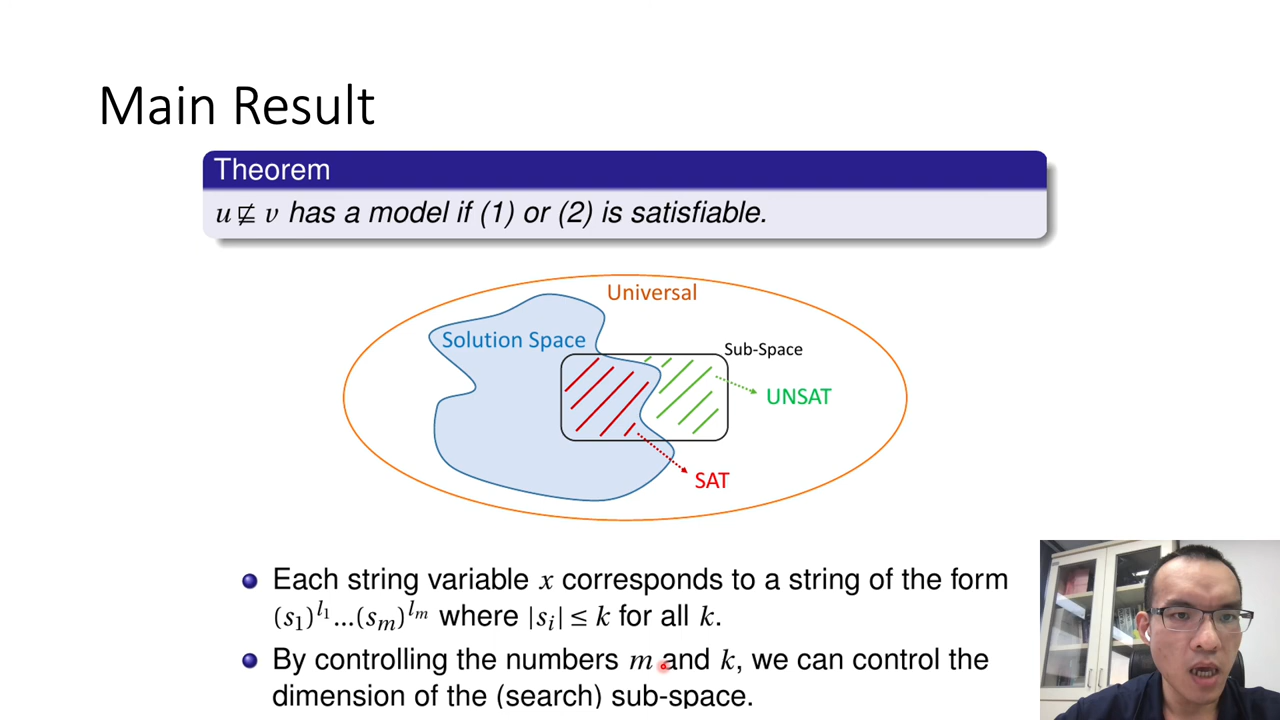 Main Result
Theorem
u ⋢ v has a model if (1) or (2) is satisfiable.
Universal
Solution Space
Sub-Space
UNSAT
SAT
Each string variable x corresponds to a string of the form
(s₁)^{l₁}...(sₘ)^{lₘ} where |sᵢ| ≤ k for all k.
By controlling the numbers m and k, we can control the
dimension of the (search) sub-space.